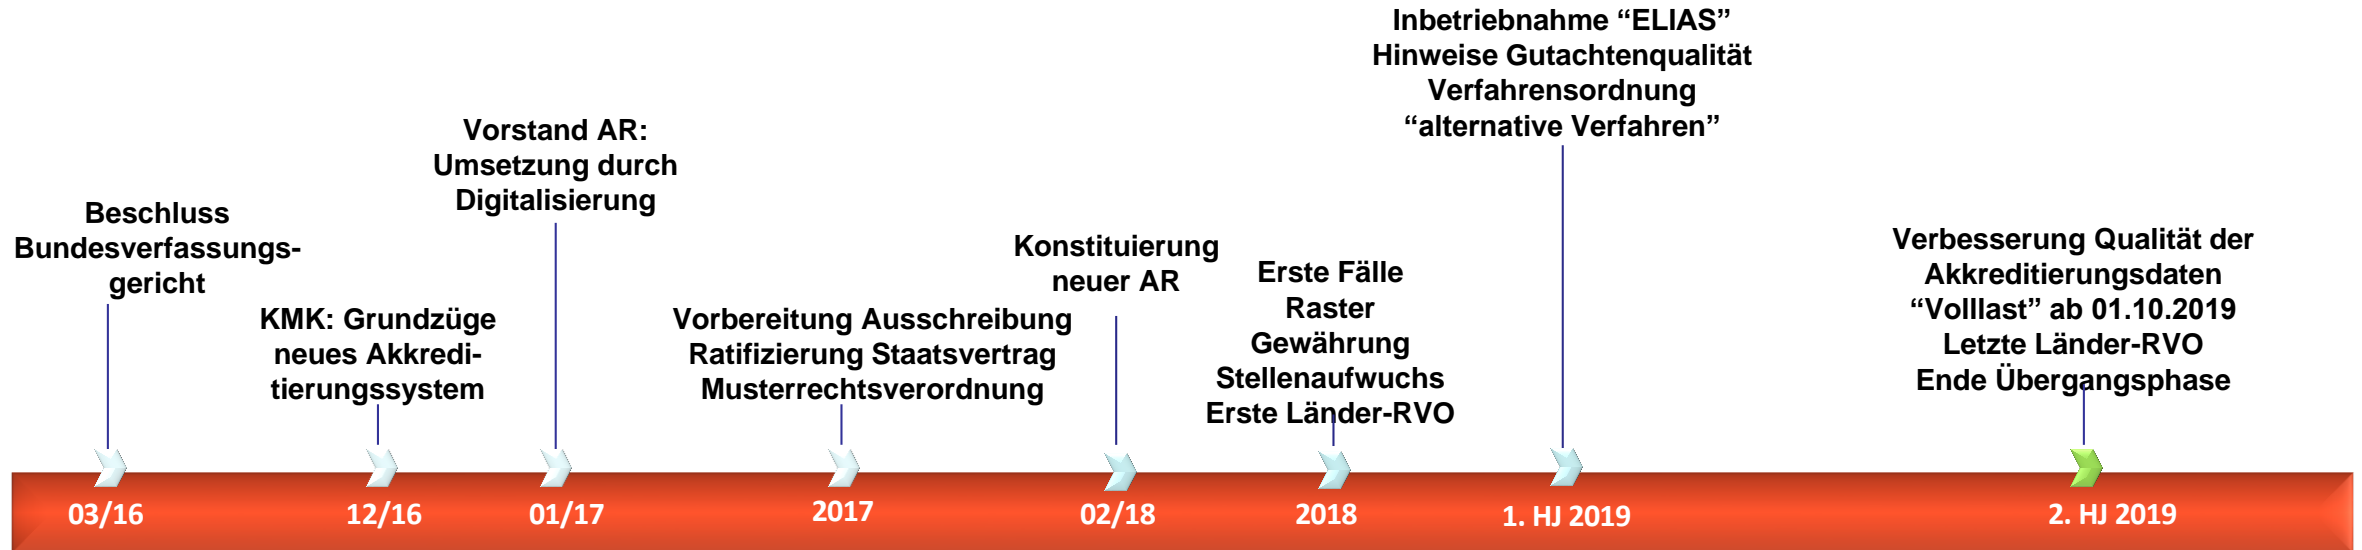 Beschluss
Bundesverfassungs-
gericht
KMK: Grundzüge
neues Akkredi-
tierungssystem
Vorstand AR:
Umsetzung durch
Digitalisierung
Vorbereitung Ausschreibung
Ratifizierung Staatsvertrag
Musterrechtsverordnung
Konstituierung
neuer AR
Erste Fälle
Raster
Gewährung
Stellenaufwuchs
Erste Länder-RVO
Inbetriebnahme “ELIAS”
Hinweise Gutachtenqualität
Verfahrensordnung
“alternative Verfahren”
Verbesserung Qualität der
Akkreditierungsdaten
“Volllast” ab 01.10.2019
Letzte Länder-RVO
Ende Übergangsphase
03/16
12/16
01/17
2017
02/18
2018
1. HJ 2019
2. HJ 2019